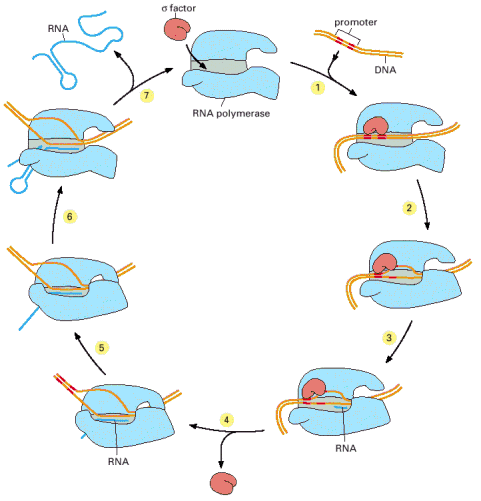 σ factor
RNA
promoter
DNA
RNA polymerase
1
2
3
RNA
4
RNA
5
6
7